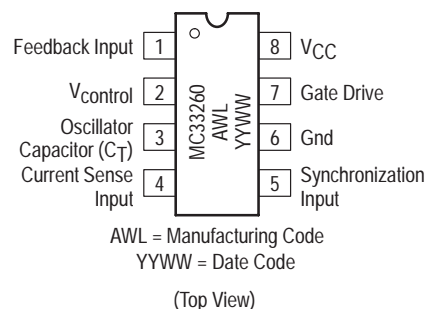 Feedback Input 1
Vcontrol 2
Oscillator
Capacitor (CT) 3
Current Sense
Input 4
MC33260
AWL
YYWW
8 VCC
7 Gate Drive
6 Gnd
5 Synchronization
Input
AWL = Manufacturing Code
YYWW = Date Code
(Top View)